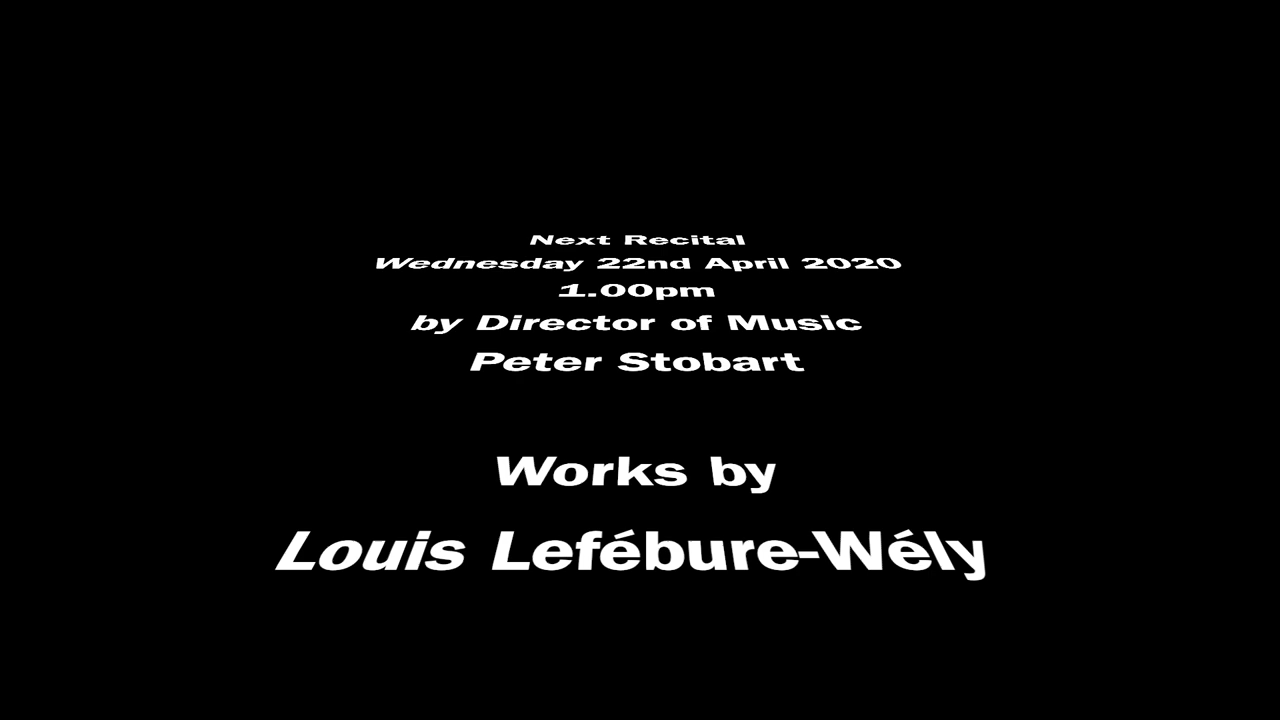 Next Recital
Wednesday 22nd April 2020
1.00pm
by Director of Music
Peter Stobart
Works by
Louis Lefébure-Wély